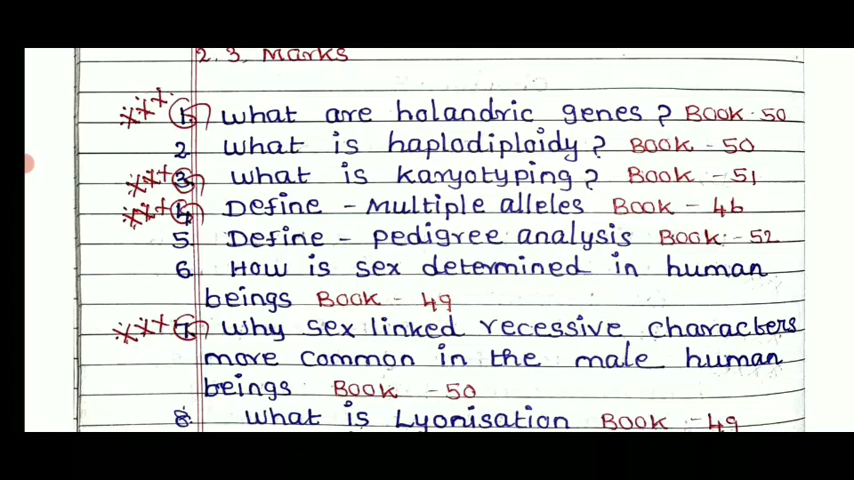 2. 3. Marks
1 What are holandric genes? BOOK - 50
2 What is haplodiploidy? BOOK - 50
3 What is karyotyping? BOOK - 51
4 Define - Multiple alleles BOOK - 46
5 Define - pedigree analysis BOOK - 52
6 How is sex determined in human
beings BOOK - 49
7 Why sex linked recessive characters
more common in the male human
beings BOOK - 50
8 What is Lyonisation BOOK - 49